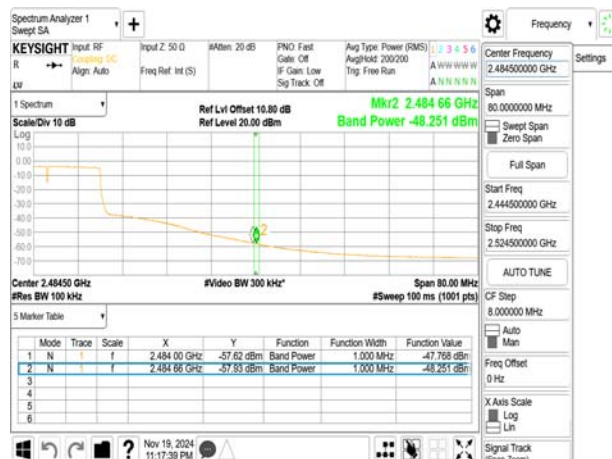 Spectrum Analyzer 1
Swept SA
KEYSIGHT
R
Input: RF
Coupling: DC
Align: Auto
Input Z: 50 Ω
Freq Ref: Int (S)
#Atten: 20 dB
PNO: Fast
Gate: Off
IF Gain: Low
Sig Track: Off
Avg Type: Power (RMS)
Avg|Hold: 200/200
Trig: Free Run
1 2 3 4 5 6
A W W W W W
A N N N N N
1 Spectrum
Scale/Div 10 dB
Ref Lvl Offset 10.80 dB
Ref Level 20.00 dBm
Mkr2 2.484 66 GHz
Band Power -48.251 dBm
Log
10.0
0.00
-10.0
-20.0
-30.0
-40.0
-50.0
-60.0
-70.0
2
Center 2.48450 GHz
#Res BW 100 kHz
#Video BW 300 kHz*
Span 80.00 MHz
#Sweep 100 ms (1001 pts)
5 Marker Table
Mode Trace Scale X Y Function Function Width Function Value
1 N 1 f 2.484 00 GHz -57.62 dBm Band Power 1.000 MHz -47.768 dBm
2 N 1 f 2.484 66 GHz -57.93 dBm Band Power 1.000 MHz -48.251 dBm
3
4
5
6
Nov 19, 2024
11:17:39 PM
Frequency
Settings
Center Frequency
2.484500000 GHz
Span
80.0000000 MHz
Swept Span
Zero Span
Full Span
Start Freq
2.444500000 GHz
Stop Freq
2.524500000 GHz
AUTO TUNE
CF Step
8.000000 MHz
Auto
Man
Freq Offset
0 Hz
X Axis Scale
Log
Lin
Signal Track
(Span Zoom)